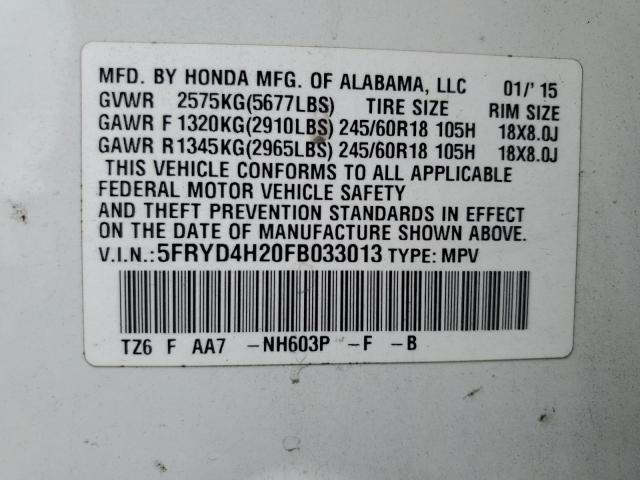 MFD. BY HONDA MFG. OF ALABAMA, LLC 01/'15
GVWR 2575KG(5677LBS) TIRE SIZE RIM SIZE
GAWR F 1320KG(2910LBS) 245/60R18 105H 18X8.0J
GAWR R 1345KG(2965LBS) 245/60R18 105H 18X8.0J
THIS VEHICLE CONFORMS TO ALL APPLICABLE
FEDERAL MOTOR VEHICLE SAFETY
AND THEFT PREVENTION STANDARDS IN EFFECT
ON THE DATE OF MANUFACTURE SHOWN ABOVE.
V.I.N.:5FRYD4H20FB033013 TYPE: MPV
TZ6 F AA7 -NH603P -F -B